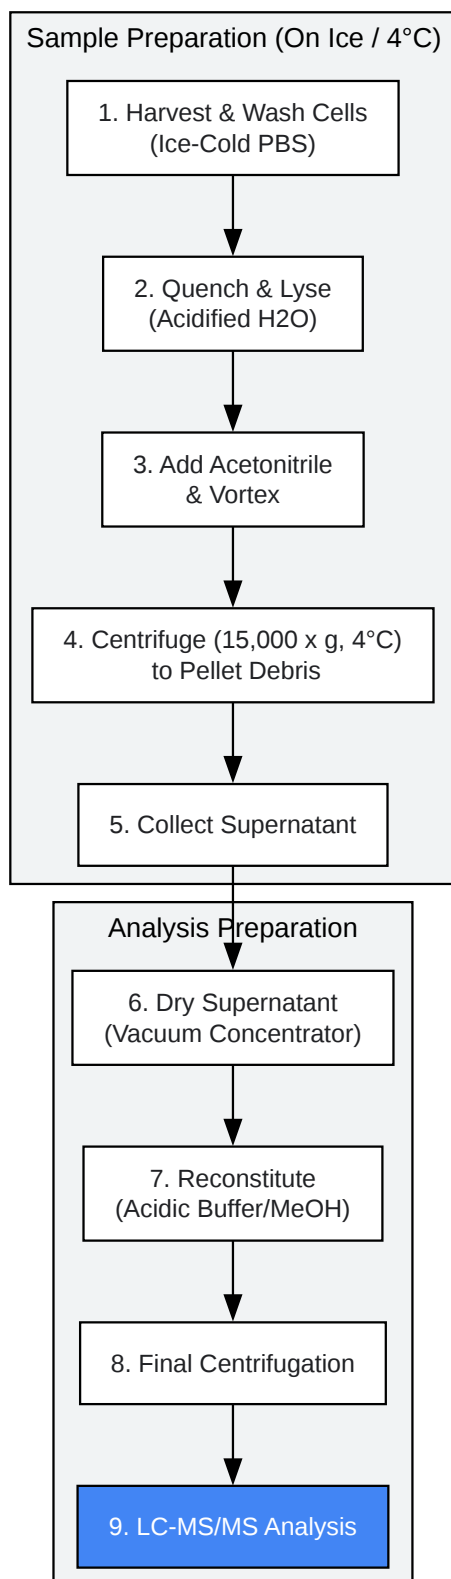 Sample Preparation (On Ice / 4°C)
1. Harvest & Wash Cells
(Ice-Cold PBS)
2. Quench & Lyse
(Acidified H2O)
3. Add Acetonitrile
& Vortex
4. Centrifuge (15,000 x g, 4°C)
to Pellet Debris
5. Collect Supernatant
Analysis Preparation
6. Dry Supernatant
(Vacuum Concentrator)
7. Reconstitute
(Acidic Buffer/MeOH)
8. Final Centrifugation
9. LC-MS/MS Analysis